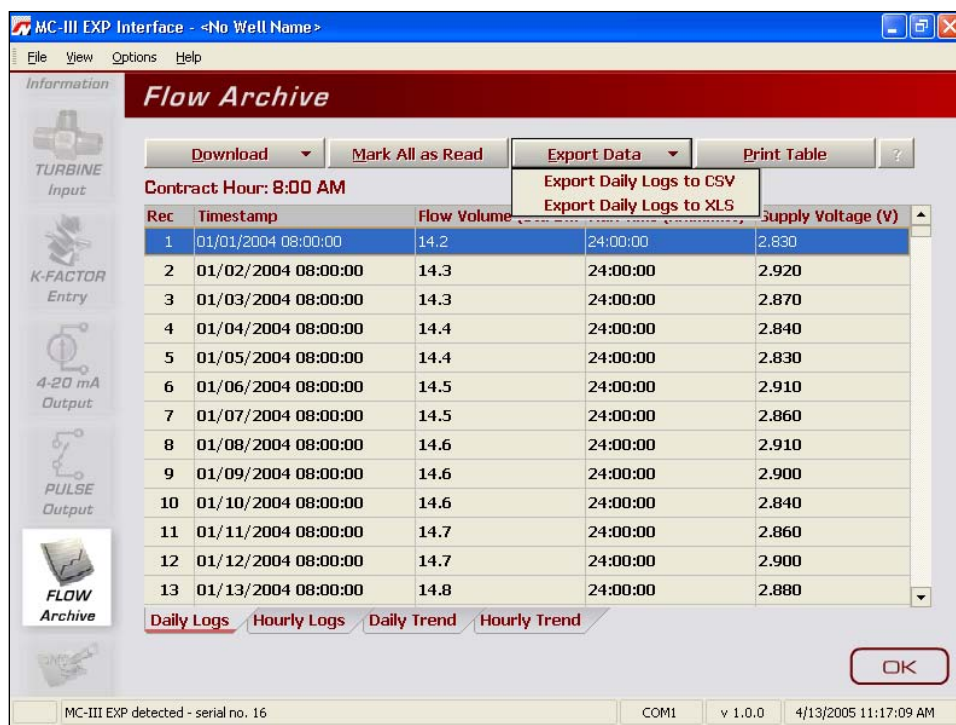 MC-III EXP Interface - <No Well Name>
File View Options Help
Information
TURBINE
Input
K-FACTOR
Entry
4-20 mA
Output
PULSE
Output
FLOW
Archive
Flow Archive
Download Mark All as Read Export Data Print Table ?
Export Daily Logs to CSV
Export Daily Logs to XLS
Contract Hour: 8:00 AM
Rec Timestamp Flow Volume Supply Voltage (V)
1 01/01/2004 08:00:00 14.2 24:00:00 2.830
2 01/02/2004 08:00:00 14.3 24:00:00 2.920
3 01/03/2004 08:00:00 14.3 24:00:00 2.870
4 01/04/2004 08:00:00 14.4 24:00:00 2.840
5 01/05/2004 08:00:00 14.4 24:00:00 2.830
6 01/06/2004 08:00:00 14.5 24:00:00 2.910
7 01/07/2004 08:00:00 14.5 24:00:00 2.860
8 01/08/2004 08:00:00 14.6 24:00:00 2.910
9 01/09/2004 08:00:00 14.6 24:00:00 2.900
10 01/10/2004 08:00:00 14.6 24:00:00 2.840
11 01/11/2004 08:00:00 14.7 24:00:00 2.860
12 01/12/2004 08:00:00 14.7 24:00:00 2.900
13 01/13/2004 08:00:00 14.8 24:00:00 2.880
Daily Logs Hourly Logs Daily Trend Hourly Trend
OK
MC-III EXP detected - serial no. 16 COM1 v 1.0.0 4/13/2005 11:17:09 AM